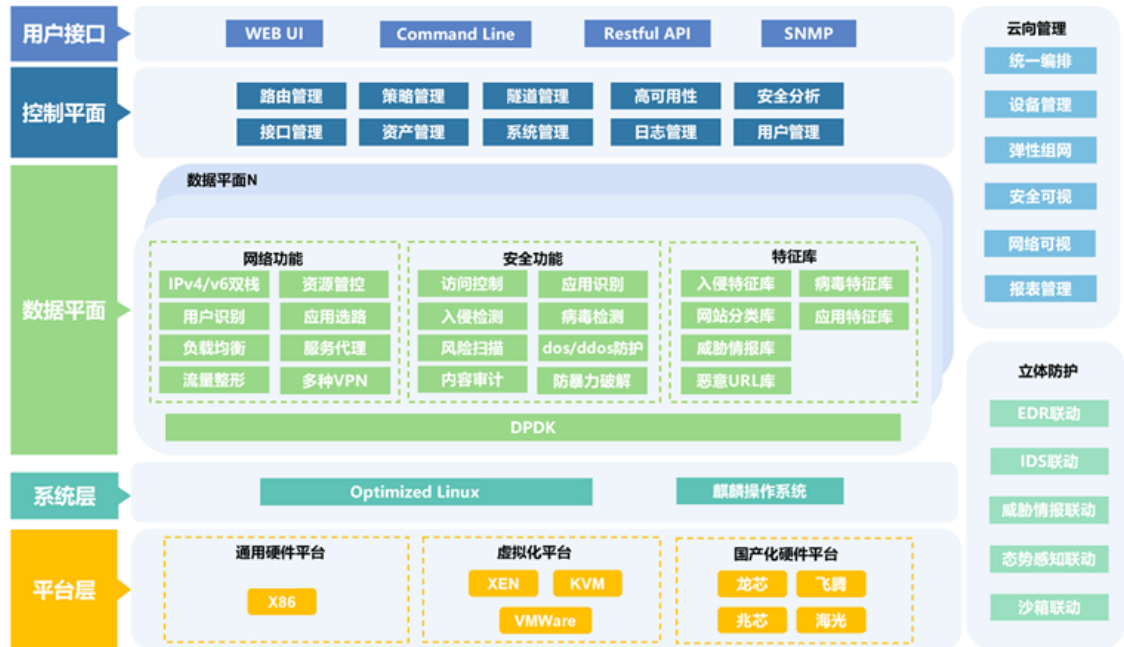 用户接口
WEB UI
Command Line
Restful API
SNMP
控制平面
路由管理
策略管理
隧道管理
高可用性
安全分析
接口管理
资产管理
系统管理
日志管理
用户管理
数据平面
数据平面N
网络功能
IPv4/v6双栈
资源管控
用户识别
应用选路
负载均衡
服务代理
流量整形
多种VPN
安全功能
访问控制
应用识别
入侵检测
病毒检测
风险扫描
dos/ddos防护
内容审计
防暴力破解
特征库
入侵特征库
病毒特征库
网站分类库
应用特征库
威胁情报库
恶意URL库
DPDK
系统层
Optimized Linux
麒麟操作系统
平台层
通用硬件平台
X86
虚拟化平台
XEN
KVM
VMWare
国产化硬件平台
龙芯
飞腾
兆芯
海光
云向管理
统一编排
设备管理
弹性组网
安全可视
网络可视
报表管理
立体防护
EDR联动
IDS联动
威胁情报联动
态势感知联动
沙箱联动